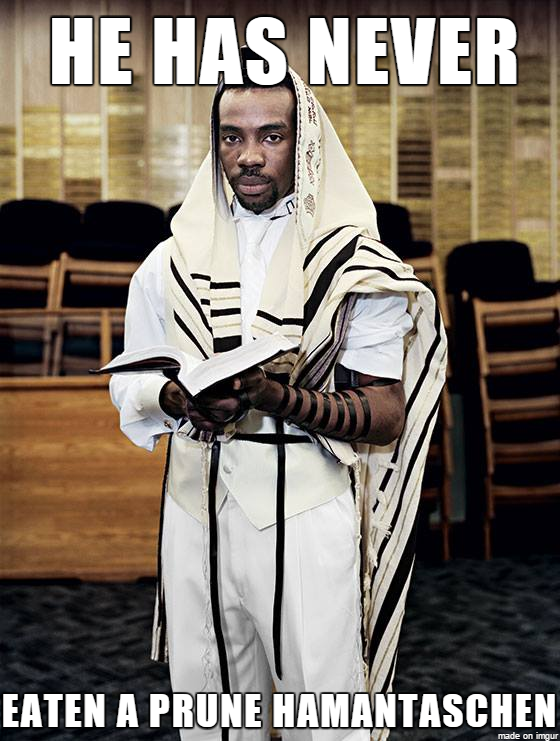 HE HAS NEVER
EATEN A PRUNE HAMANTASCHEN
made on imgur